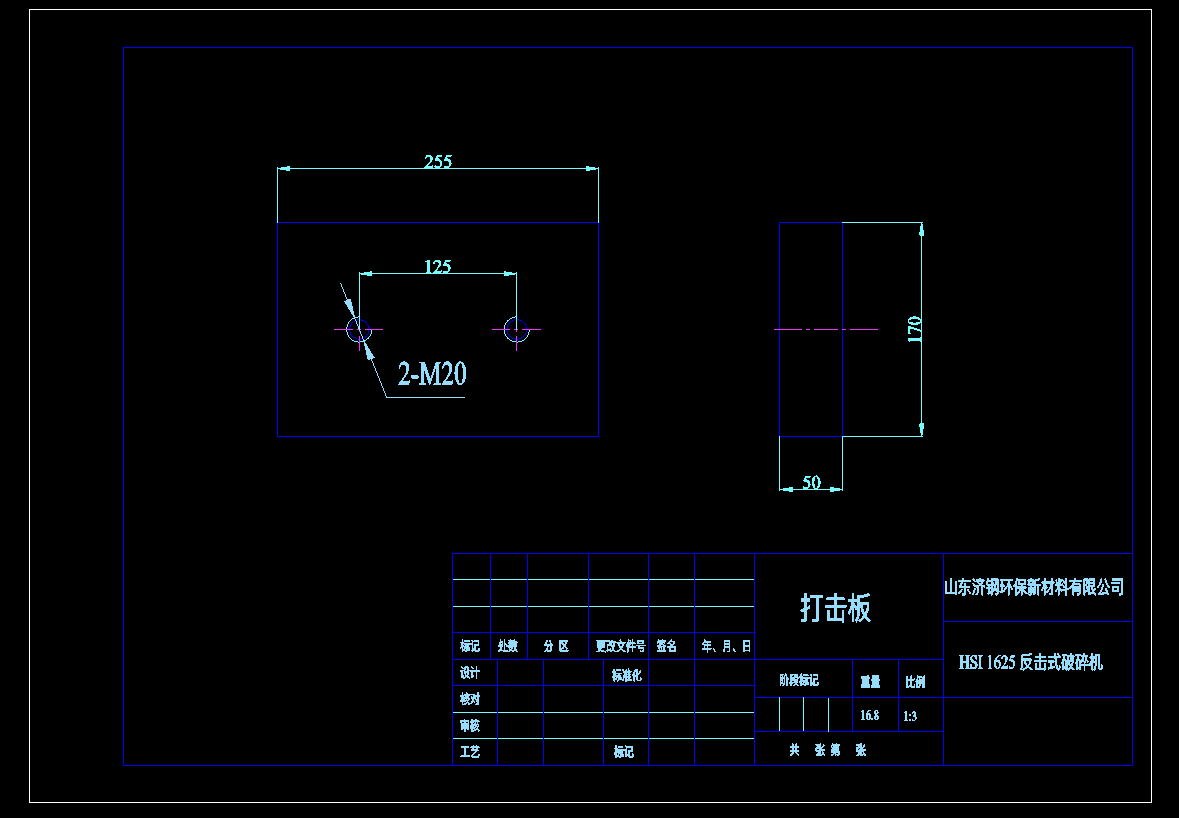 255
125
2-M20
170
50
打击板
山东济钢环保新材料有限公司
HSI 1625 反击式破碎机
标记 处数 分 区 更改文件号 签名 年、月、日
设计 标准化
核对
审核
工艺 标记
阶段标记 重量 比例
16.8 1:3
共 张 第 张